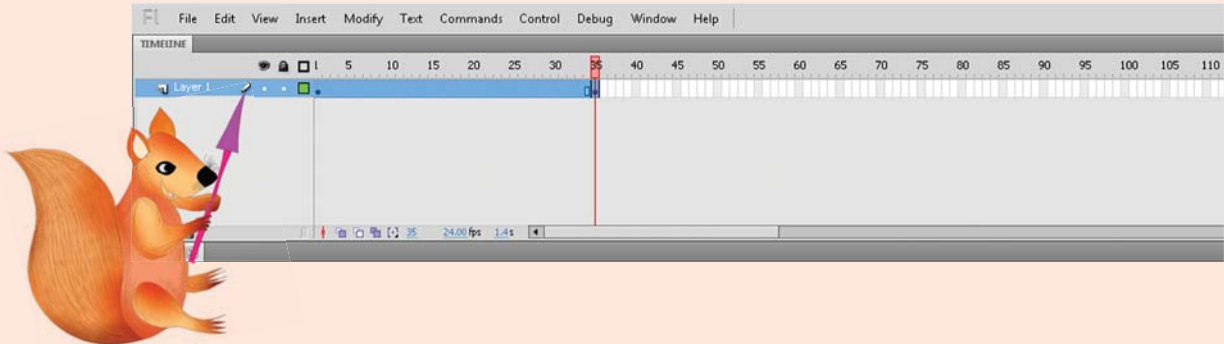 Fl File Edit View Insert Modify Text Commands Control Debug Window Help
TIMELINE
1 5 10 15 20 25 30 35 40 45 50 55 60 65 70 75 80 85 90 95 100 105 110
Layer 1
35 24.00 fps 1.4 s